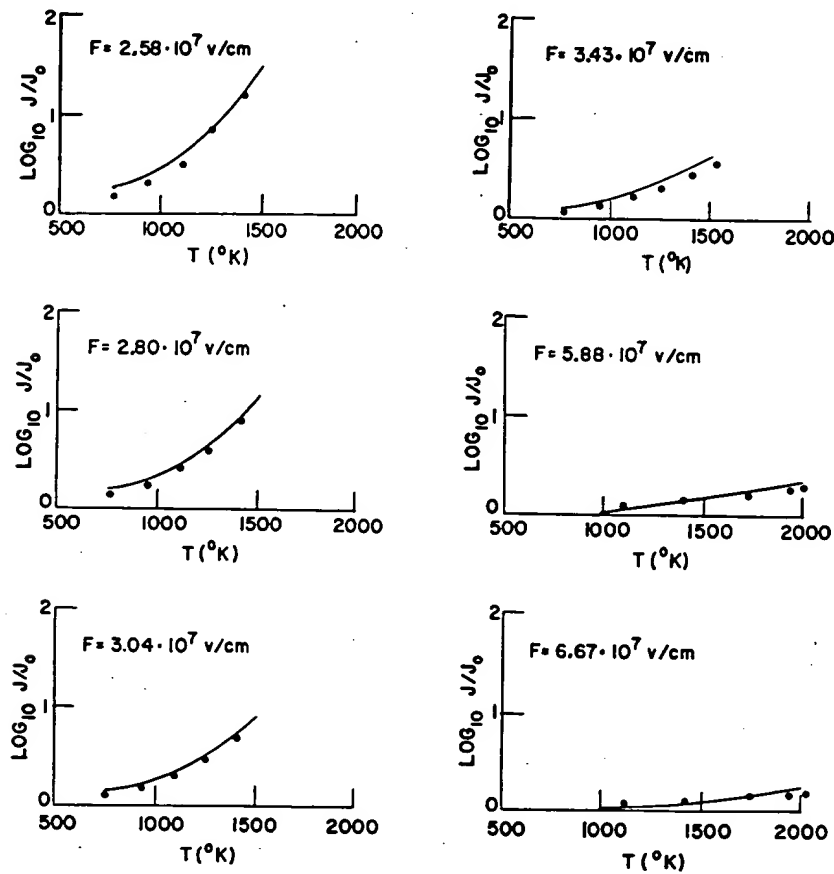 2
F= 2.58·10⁷ v/cm
LOG₁₀ J/J₀
1
0
500 1000 1500 2000
T (°K)
2
F= 3.43·10⁷ v/cm
LOG₁₀ J/J₀
1
0
500 1000 1500 2000
T (°K)
2
F= 2.80·10⁷ v/cm
LOG₁₀ J/J₀
1
0
500 1000 1500 2000
T (°K)
2
F= 5.88·10⁷ v/cm
LOG₁₀ J/J₀
1
0
500 1000 1500 2000
T (°K)
2
F= 3.04·10⁷ v/cm
LOG₁₀ J/J₀
1
0
500 1000 1500 2000
T (°K)
2
F= 6.67·10⁷ v/cm
LOG₁₀ J/J₀
1
0
500 1000 1500 2000
T (°K)